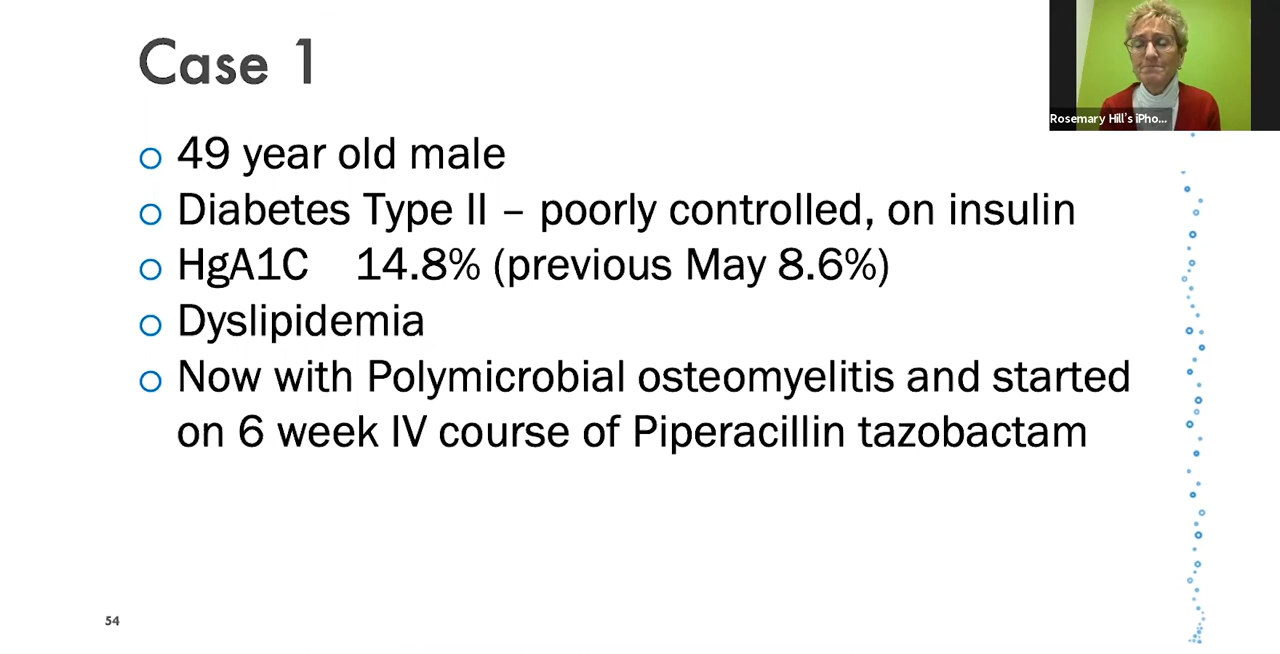 Case 1
Rosemary Hill's iPho...
49 year old male
Diabetes Type II – poorly controlled, on insulin
HgA1C 14.8% (previous May 8.6%)
Dyslipidemia
Now with Polymicrobial osteomyelitis and started
on 6 week IV course of Piperacillin tazobactam
54